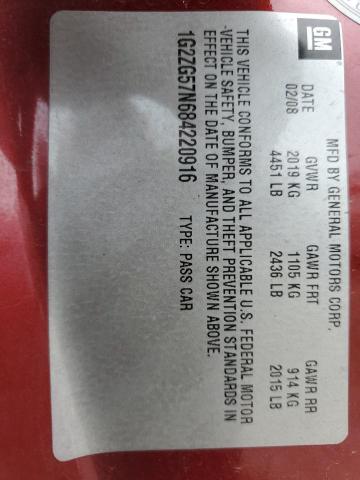 GM
MFD BY GENERAL MOTORS CORP.
DATE GVWR GAWR FRT GAWR RR
02/08 2019 KG 1105 KG 914 KG
4451 LB 2436 LB 2015 LB
THIS VEHICLE CONFORMS TO ALL APPLICABLE U.S. FEDERAL MOTOR
-VEHICLE SAFETY, BUMPER, AND THEFT PREVENTION STANDARDS IN
EFFECT ON THE DATE OF MANUFACTURE SHOWN ABOVE.
1G2ZG57N684220916 TYPE: PASS CAR